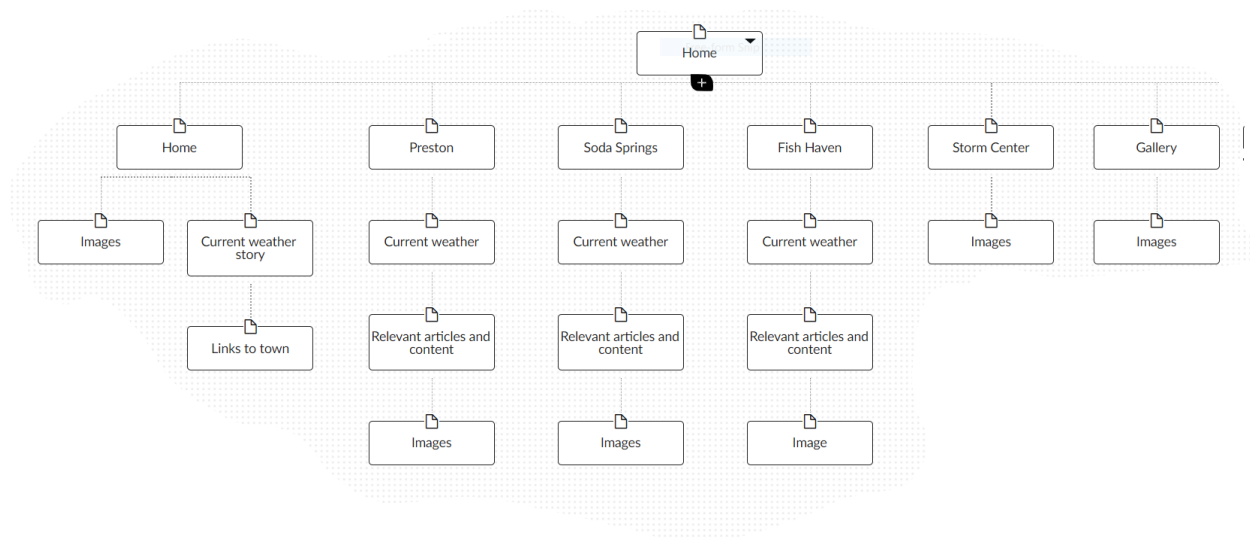 Home
Home
Preston
Soda Springs
Fish Haven
Storm Center
Gallery
Images
Current weather
story
Current weather
Current weather
Current weather
Images
Images
Links to town
Relevant articles and
content
Relevant articles and
content
Relevant articles and
content
Images
Images
Image